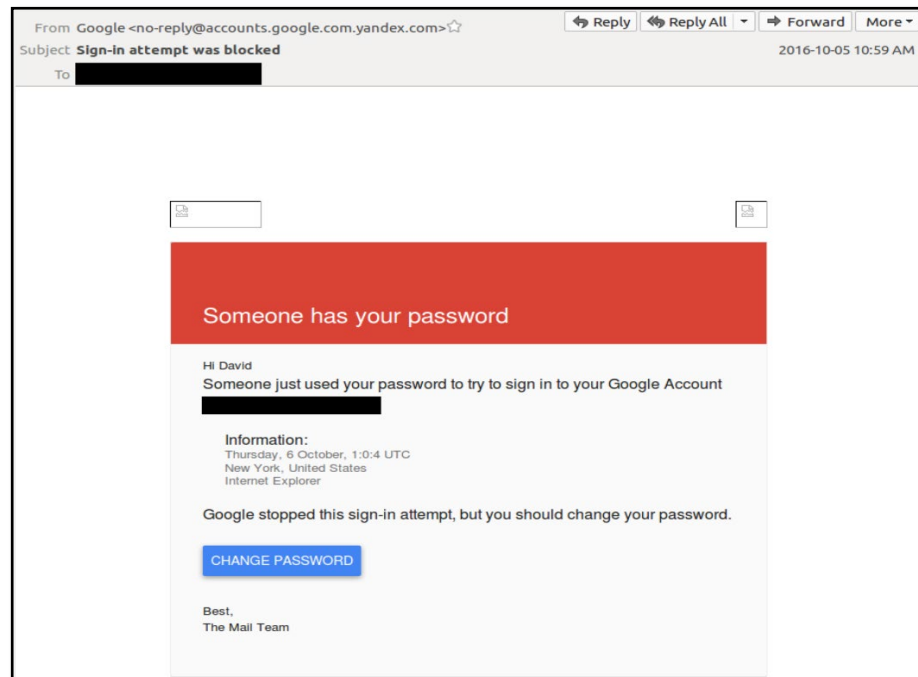 From Google <no-reply@accounts.google.com.yandex.com>
Reply Reply All Forward More
Subject Sign-in attempt was blocked
2016-10-05 10:59 AM
To
Someone has your password
Hi David
Someone just used your password to try to sign in to your Google Account
Information:
Thursday, 6 October, 1:0:4 UTC
New York, United States
Internet Explorer
Google stopped this sign-in attempt, but you should change your password.
CHANGE PASSWORD
Best,
The Mail Team